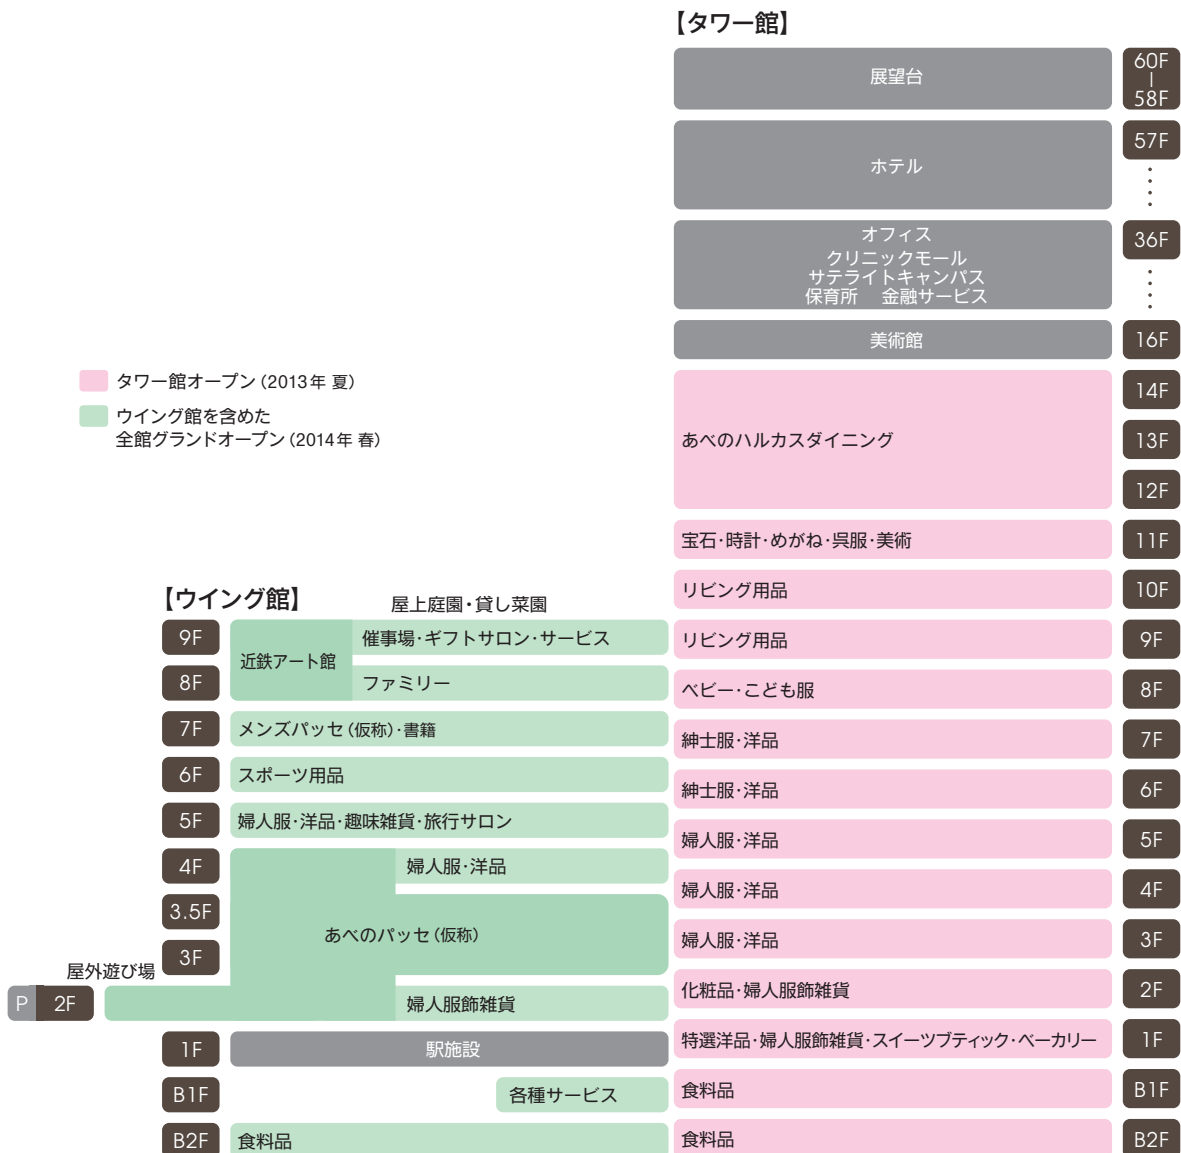 【タワー館】
展望台
60F
|
58F
ホテル
57F
オフィス
クリニックモール
サテライトキャンパス
保育所 金融サービス
36F
美術館
16F
タワー館オープン（2013年 夏）
ウイング館を含めた
全館グランドオープン（2014年 春）
あべのハルカスダイニング
14F
13F
12F
宝石・時計・めがね・呉服・美術
11F
リビング用品
10F
リビング用品
9F
ベビー・こども服
8F
紳士服・洋品
7F
紳士服・洋品
6F
婦人服・洋品
5F
婦人服・洋品
4F
婦人服・洋品
3F
化粧品・婦人服飾雑貨
2F
特選洋品・婦人服飾雑貨・スイーツブティック・ベーカリー
1F
食料品
B1F
食料品
B2F
【ウイング館】
屋上庭園・貸し菜園
9F
近鉄アート館
催事場・ギフトサロン・サービス
8F
ファミリー
7F
メンズパッセ（仮称）・書籍
6F
スポーツ用品
5F
婦人服・洋品・趣味雑貨・旅行サロン
4F
婦人服・洋品
3.5F
あべのパッセ（仮称）
3F
屋外遊び場
P 2F
婦人服飾雑貨
1F
駅施設
B1F
各種サービス
B2F
食料品